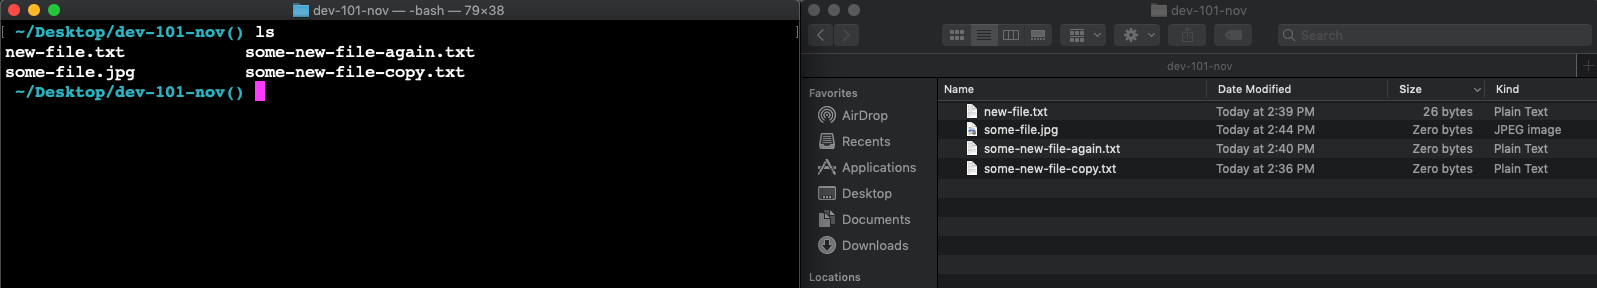 dev-101-nov — -bash — 79×38
[ ~/Desktop/dev-101-nov() ls ]
new-file.txt some-new-file-again.txt
some-file.jpg some-new-file-copy.txt
~/Desktop/dev-101-nov()
dev-101-nov
Search
dev-101-nov +
Favorites
AirDrop
Recents
Applications
Desktop
Documents
Downloads
Locations
Name Date Modified Size Kind
new-file.txt Today at 2:39 PM 26 bytes Plain Text
some-file.jpg Today at 2:44 PM Zero bytes JPEG image
some-new-file-again.txt Today at 2:40 PM Zero bytes Plain Text
some-new-file-copy.txt Today at 2:36 PM Zero bytes Plain Text